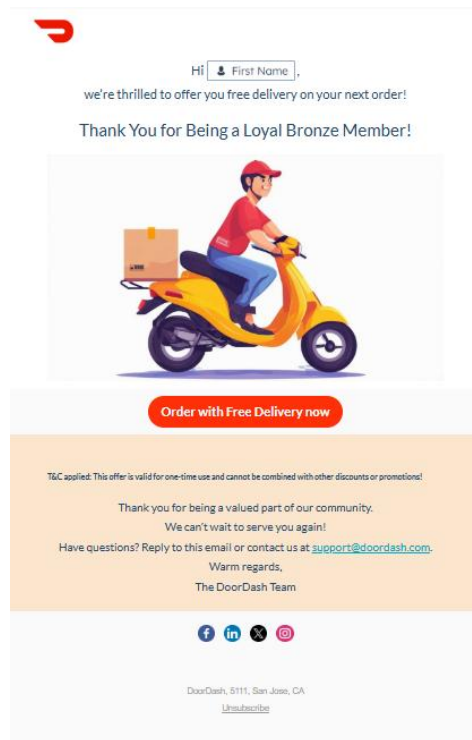 Hi First Name ,
we're thrilled to offer you free delivery on your next order!
Thank You for Being a Loyal Bronze Member!
Order with Free Delivery now
T&C applied: This offer is valid for one-time use and cannot be combined with other discounts or promotions!
Thank you for being a valued part of our community.
We can't wait to serve you again!
Have questions? Reply to this email or contact us at support@doordash.com.
Warm regards,
The DoorDash Team
DoorDash, 5111, San Jose, CA
Unsubscribe